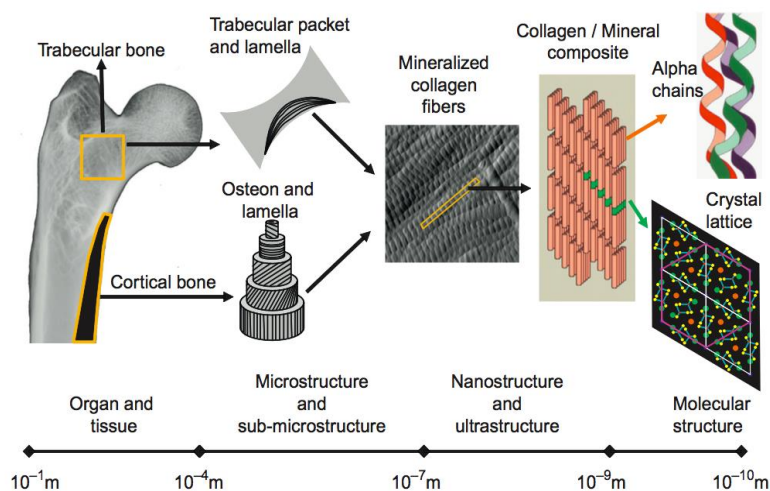 Trabecular bone
Trabecular packet
and lamella
Mineralized
collagen
fibers
Collagen / Mineral
composite
Alpha
chains
Osteon and
lamella
Crystal
lattice
Cortical bone
Organ and
tissue
Microstructure
and
sub-microstructure
Nanostructure
and
ultrastructure
Molecular
structure
10⁻¹m
10⁻⁴m
10⁻⁷m
10⁻⁹m
10⁻¹⁰m